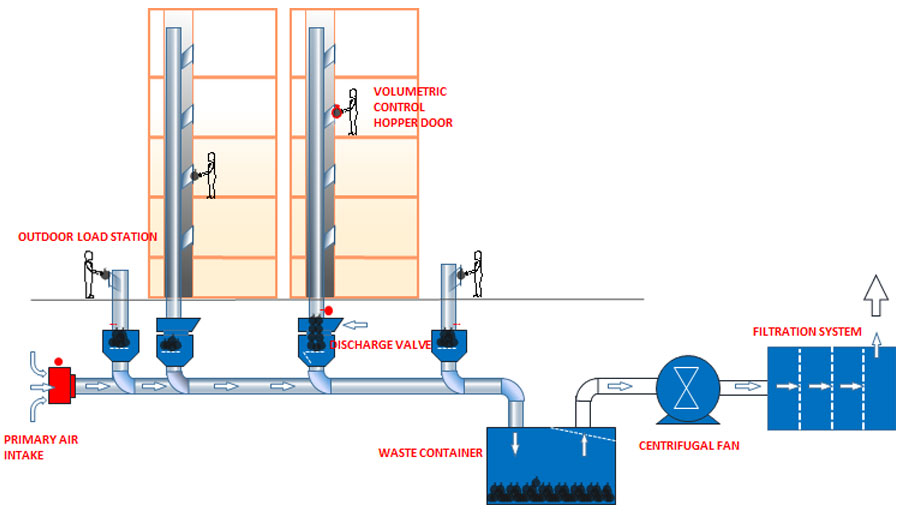 VOLUMETRIC
CONTROL
HOPPER DOOR
OUTDOOR LOAD STATION
DISCHARGE VALVE
FILTRATION SYSTEM
PRIMARY AIR
INTAKE
WASTE CONTAINER
CENTRIFUGAL FAN